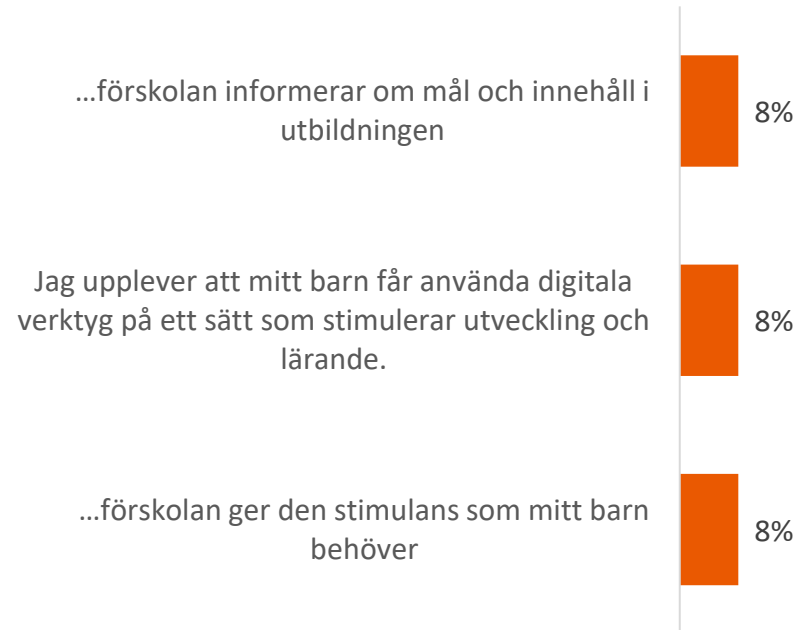 ...förskolan informerar om mål och innehåll i
utbildningen
8%
Jag upplever att mitt barn får använda digitala
verktyg på ett sätt som stimulerar utveckling och
lärande.
8%
...förskolan ger den stimulans som mitt barn
behöver
8%